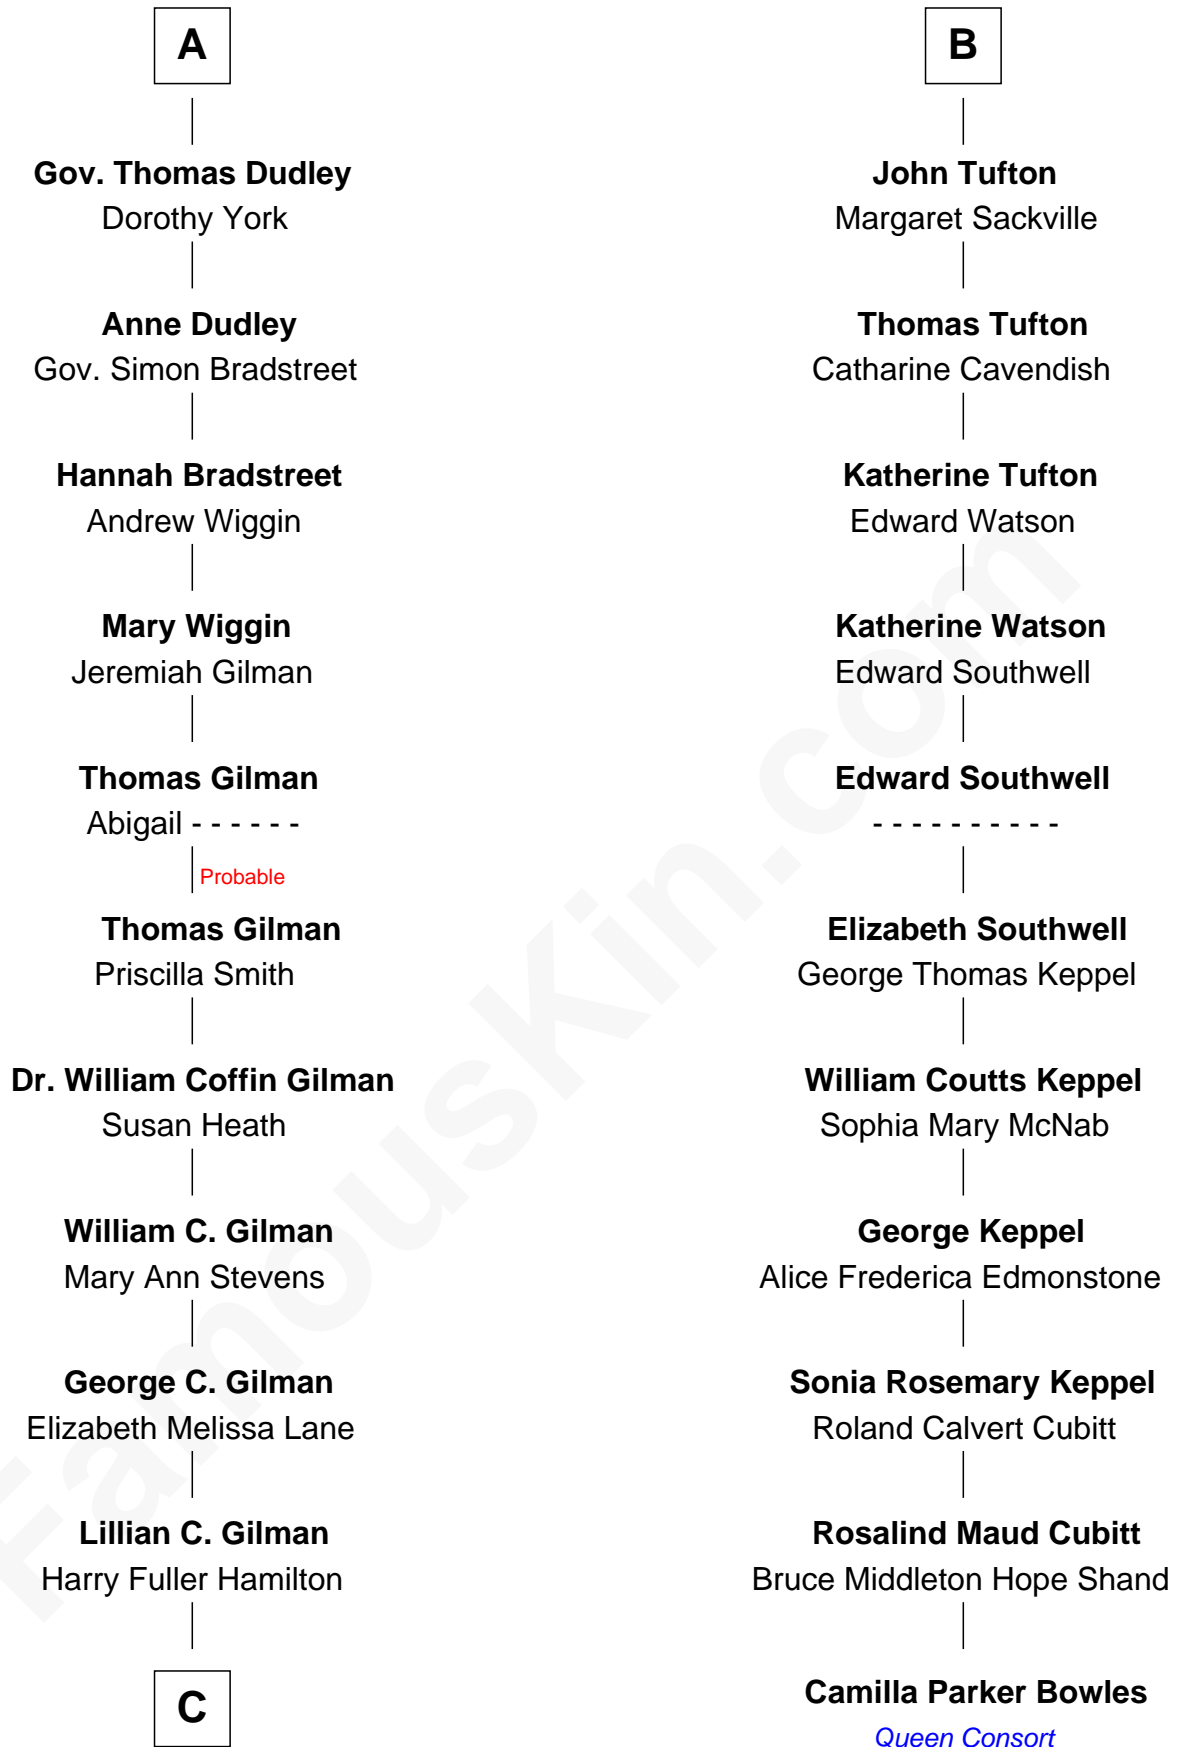 A
Gov. Thomas Dudley
Dorothy York
Anne Dudley
Gov. Simon Bradstreet
Hannah Bradstreet
Andrew Wiggin
Mary Wiggin
Jeremiah Gilman
Thomas Gilman
Abigail - - - - - -
Probable
Thomas Gilman
Priscilla Smith
Dr. William Coffin Gilman
Susan Heath
William C. Gilman
Mary Ann Stevens
George C. Gilman
Elizabeth Melissa Lane
Lillian C. Gilman
Harry Fuller Hamilton
C
B
John Tufton
Margaret Sackville
Thomas Tufton
Catharine Cavendish
Katherine Tufton
Edward Watson
Katherine Watson
Edward Southwell
Edward Southwell
- - - - - - - - - -
Elizabeth Southwell
George Thomas Keppel
William Coutts Keppel
Sophia Mary McNab
George Keppel
Alice Frederica Edmonstone
Sonia Rosemary Keppel
Roland Calvert Cubitt
Rosalind Maud Cubitt
Bruce Middleton Hope Shand
Camilla Parker Bowles
Queen Consort
FamousKin.com